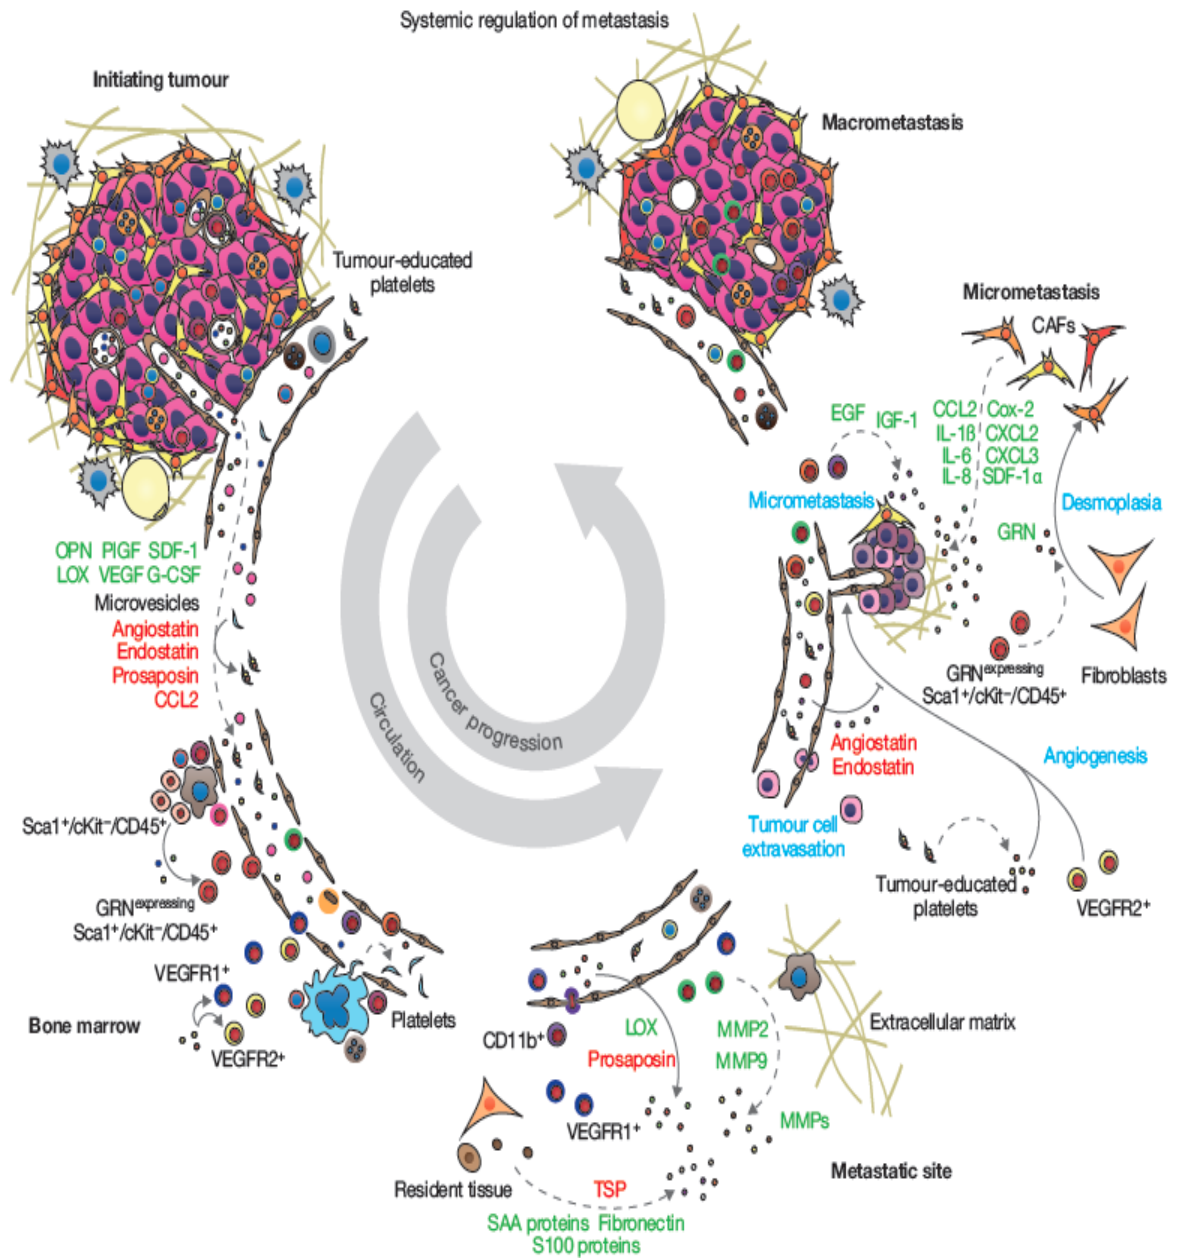 Systemic regulation of metastasis
Initiating tumour
Macrometastasis
Tumour-educated
platelets
Micrometastasis
CAFs
EGF IGF-1
CCL2 Cox-2
IL-1ß CXCL2
IL-6 CXCL3
IL-8 SDF-1α
Micrometastasis
Desmoplasia
GRN
OPN PIGF SDF-1
LOX VEGF G-CSF
Microvesicles
Angiostatin
Endostatin
Prosaposin
CCL2
Cancer progression
Circulation
GRNexpressing
Sca1+/cKit–/CD45+
Fibroblasts
Angiostatin
Endostatin
Angiogenesis
Tumour cell
extravasation
Sca1+/cKit–/CD45+
GRNexpressing
Sca1+/cKit–/CD45+
Tumour-educated
platelets
VEGFR2+
VEGFR1+
Bone marrow
VEGFR2+
Platelets
CD11b+
LOX
Prosaposin
MMP2
MMP9
Extracellular matrix
VEGFR1+
MMPs
Metastatic site
Resident tissue
TSP
SAA proteins Fibronectin
S100 proteins